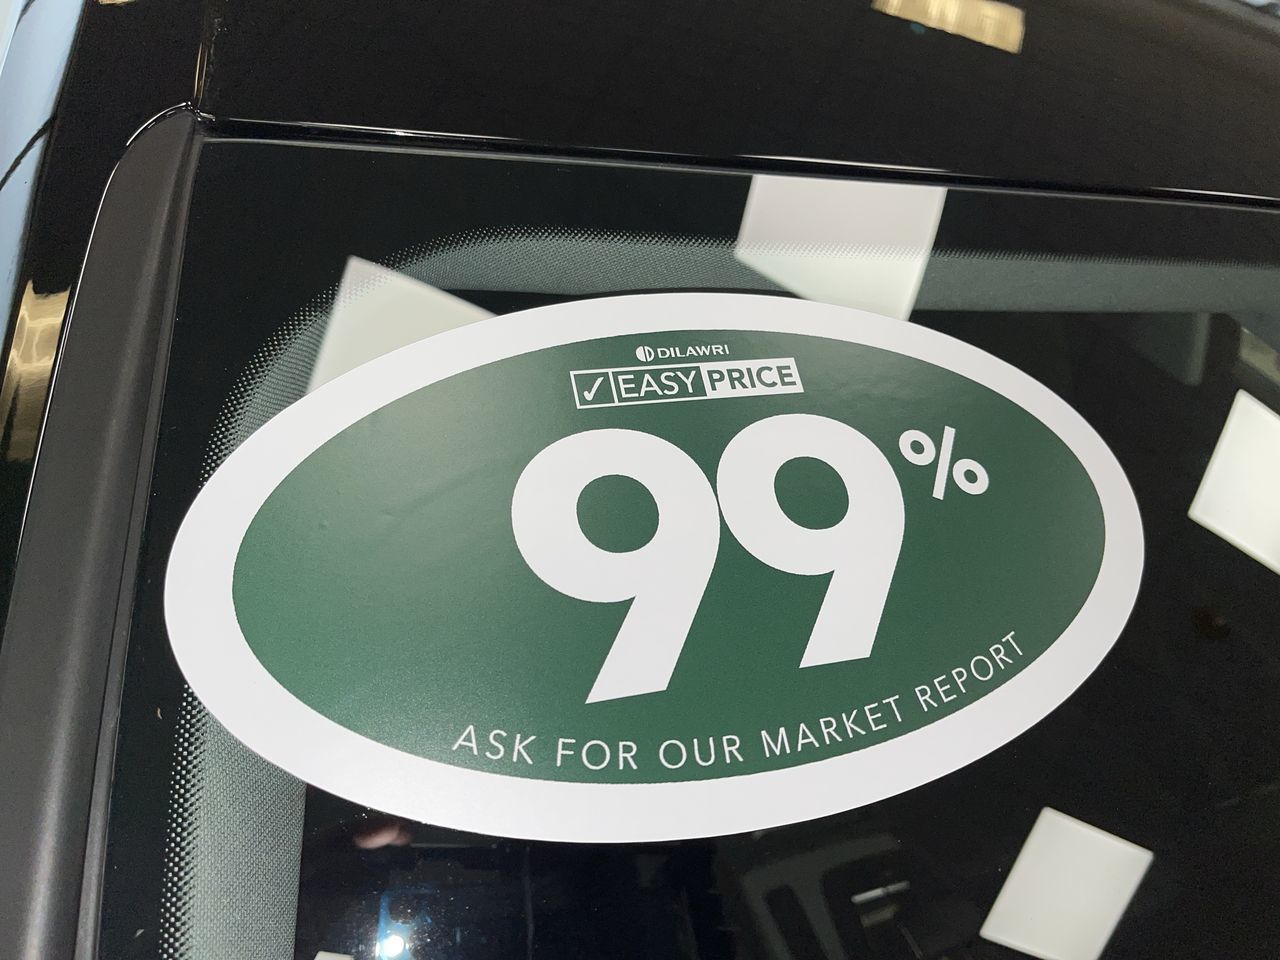 DILAWRI
✓ EASY PRICE
99%
ASK FOR OUR MARKET REPORT